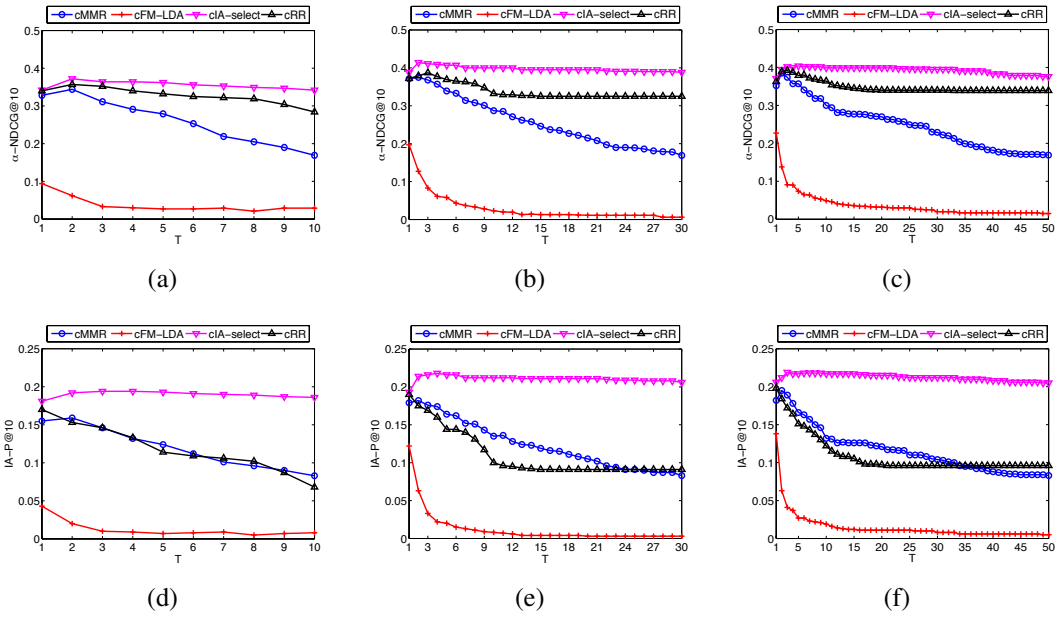 cMMR cFM-LDA cIA-select cRR
0.5
0.4
0.3
0.2
0.1
0
α-NDCG@10
1 2 3 4 5 6 7 8 9 10
T
(a)
cMMR cFM-LDA cIA-select cRR
0.5
0.4
0.3
0.2
0.1
0
α-NDCG@10
1 3 6 9 12 15 18 21 24 27 30
T
(b)
cMMR cFM-LDA cIA-select cRR
0.5
0.4
0.3
0.2
0.1
0
α-NDCG@10
1 5 10 15 20 25 30 35 40 45 50
T
(c)
cMMR cFM-LDA cIA-select cRR
0.25
0.2
0.15
0.1
0.05
0
IA-P@10
1 2 3 4 5 6 7 8 9 10
T
(d)
cMMR cFM-LDA cIA-select cRR
0.25
0.2
0.15
0.1
0.05
0
IA-P@10
1 3 6 9 12 15 18 21 24 27 30
T
(e)
cMMR cFM-LDA cIA-select cRR
0.25
0.2
0.15
0.1
0.05
0
IA-P@10
1 5 10 15 20 25 30 35 40 45 50
T
(f)